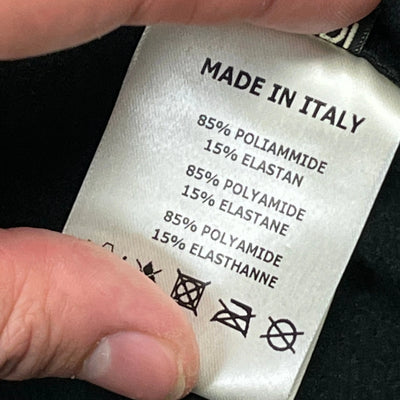 MADE IN ITALY
85% POLIAMMIDE
15% ELASTAN
85% POLYAMIDE
15% ELASTANE
85% POLYAMIDE
15% ELASTHANNE